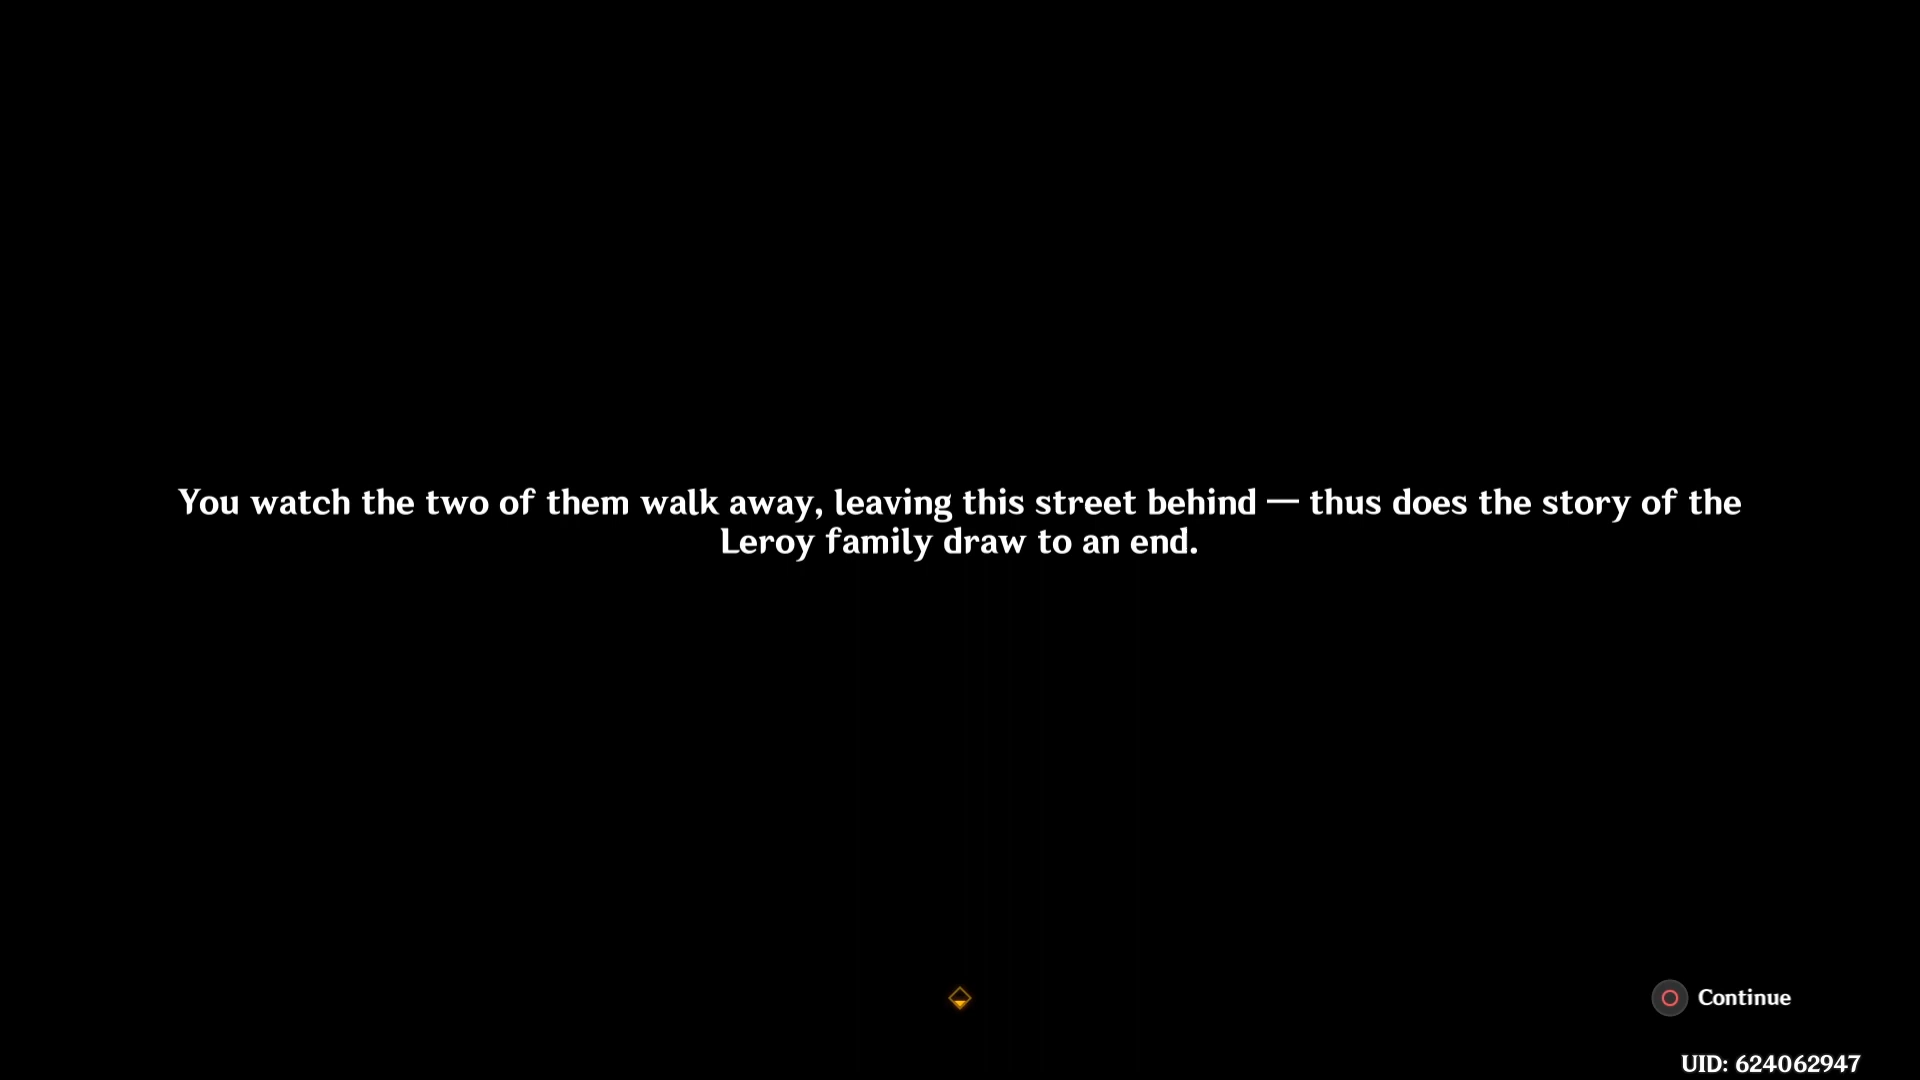 You watch the two of them walk away, leaving this street behind — thus does the story of the
Leroy family draw to an end.
Continue
UID: 624062947